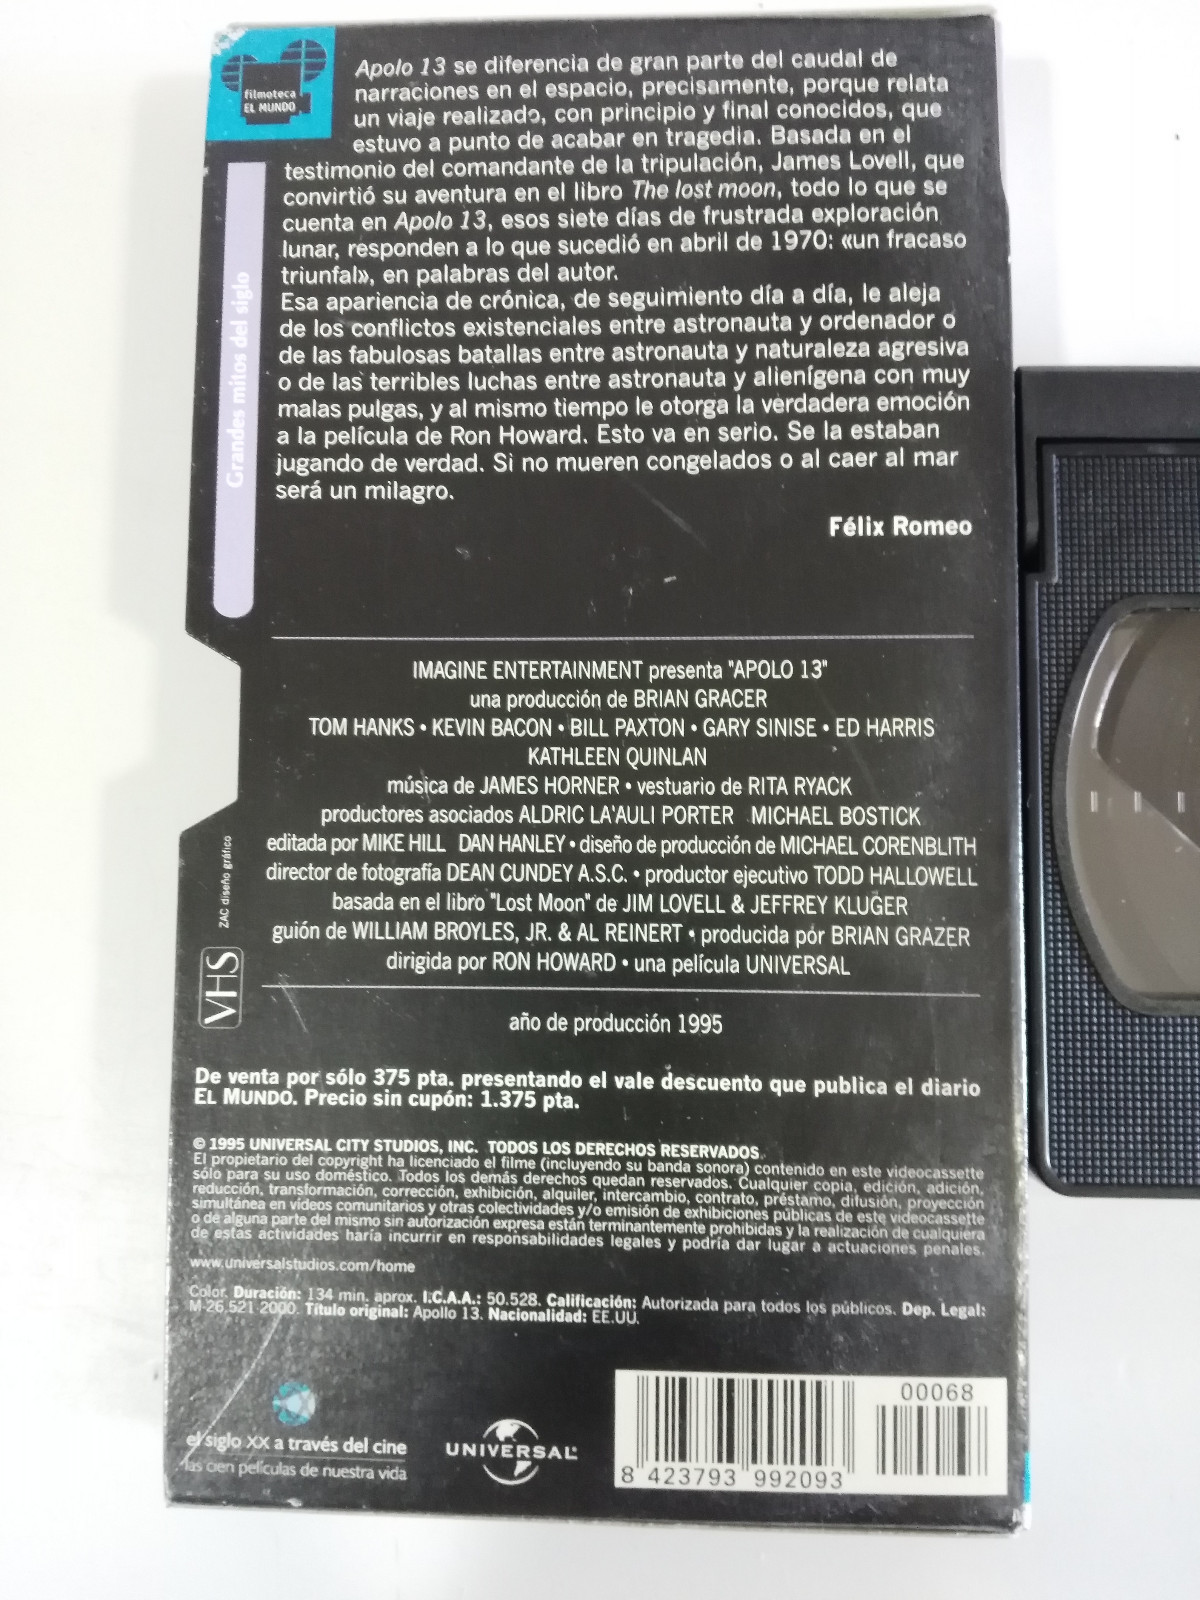 filmoteca
EL MUNDO
Apolo 13 se diferencia de gran parte del caudal de
narraciones en el espacio, precisamente, porque relata
un viaje realizado, con principio y final conocidos, que
estuvo a punto de acabar en tragedia. Basada en el
testimonio del comandante de la tripulación, James Lovell, que
convirtió su aventura en el libro The lost moon, todo lo que se
cuenta en Apolo 13, esos siete días de frustrada exploración
lunar, responden a lo que sucedió en abril de 1970: «un fracaso
triunfal», en palabras del autor.
Esa apariencia de crónica, de seguimiento día a día, le aleja
de los conflictos existenciales entre astronauta y ordenador o
de las fabulosas batallas entre astronauta y naturaleza agresiva
o de las terribles luchas entre astronauta y alienígena con muy
malas pulgas, y al mismo tiempo le otorga la verdadera emoción
a la película de Ron Howard. Esto va en serio. Se la estaban
jugando de verdad. Si no mueren congelados o al caer al mar
será un milagro.
Félix Romeo
Grandes mitos del siglo
IMAGINE ENTERTAINMENT presenta "APOLO 13"
una producción de BRIAN GRACER
TOM HANKS • KEVIN BACON • BILL PAXTON • GARY SINISE • ED HARRIS
KATHLEEN QUINLAN
música de JAMES HORNER • vestuario de RITA RYACK
productores asociados ALDRIC LA'AULI PORTER MICHAEL BOSTICK
editada por MIKE HILL DAN HANLEY • diseño de producción de MICHAEL CORENBLITH
director de fotografía DEAN CUNDEY A.S.C. • productor ejecutivo TODD HALLOWELL
basada en el libro "Lost Moon" de JIM LOVELL & JEFFREY KLUGER
guión de WILLIAM BROYLES, JR. & AL REINERT • producida por BRIAN GRAZER
dirigida por RON HOWARD • una película UNIVERSAL
ZAC diseño gráfico
VHS
año de producción 1995
De venta por sólo 375 pta. presentando el vale descuento que publica el diario
EL MUNDO. Precio sin cupón: 1.375 pta.
© 1995 UNIVERSAL CITY STUDIOS, INC. TODOS LOS DERECHOS RESERVADOS.
El propietario del copyright ha licenciado el filme (incluyendo su banda sonora) contenido en este videocassette
sólo para su uso doméstico. Todos los demás derechos quedan reservados. Cualquier copia, edición, adición,
reducción, transformación, corrección, exhibición, alquiler, intercambio, contrato, préstamo, difusión, proyección
simultánea en videos comunitarios y otras colectividades y/o emisión de exhibiciones públicas de este videocassette
o de alguna parte del mismo sin autorización expresa están terminantemente prohibidas y la realización de cualquiera
de estas actividades haría incurrir en responsabilidades legales y podría dar lugar a actuaciones penales.
www.universalstudios.com/home
Color. Duración: 134 min. aprox. I.C.A.A.: 50.528. Calificación: Autorizada para todos los públicos. Dep. Legal:
M-26.521-2000. Título original: Apollo 13. Nacionalidad: EE.UU.
el siglo XX a través del cine
las cien películas de nuestra vida
UNIVERSAL
00068
8 423793 992093